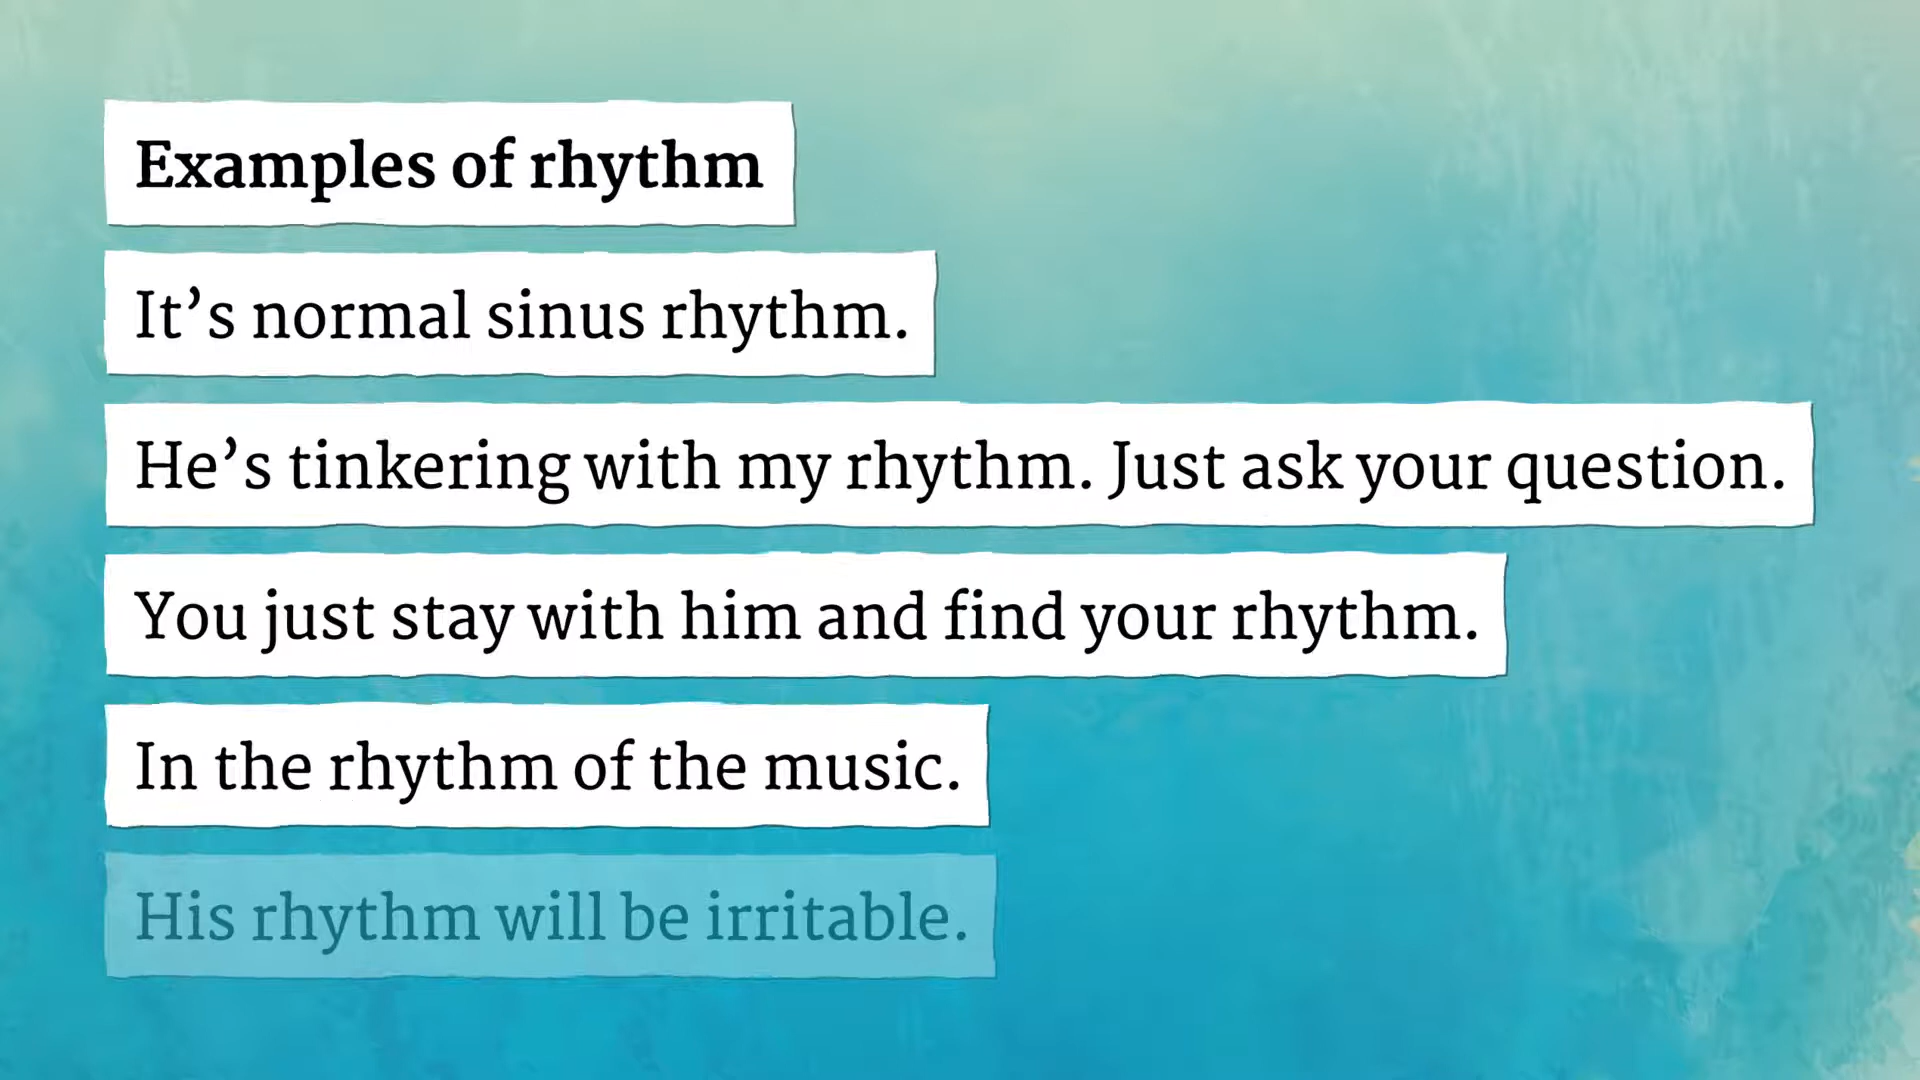 Examples of rhythm
It’s normal sinus rhythm.
He’s tinkering with my rhythm. Just ask your question.
You just stay with him and find your rhythm.
In the rhythm of the music.
His rhythm will be irritable.